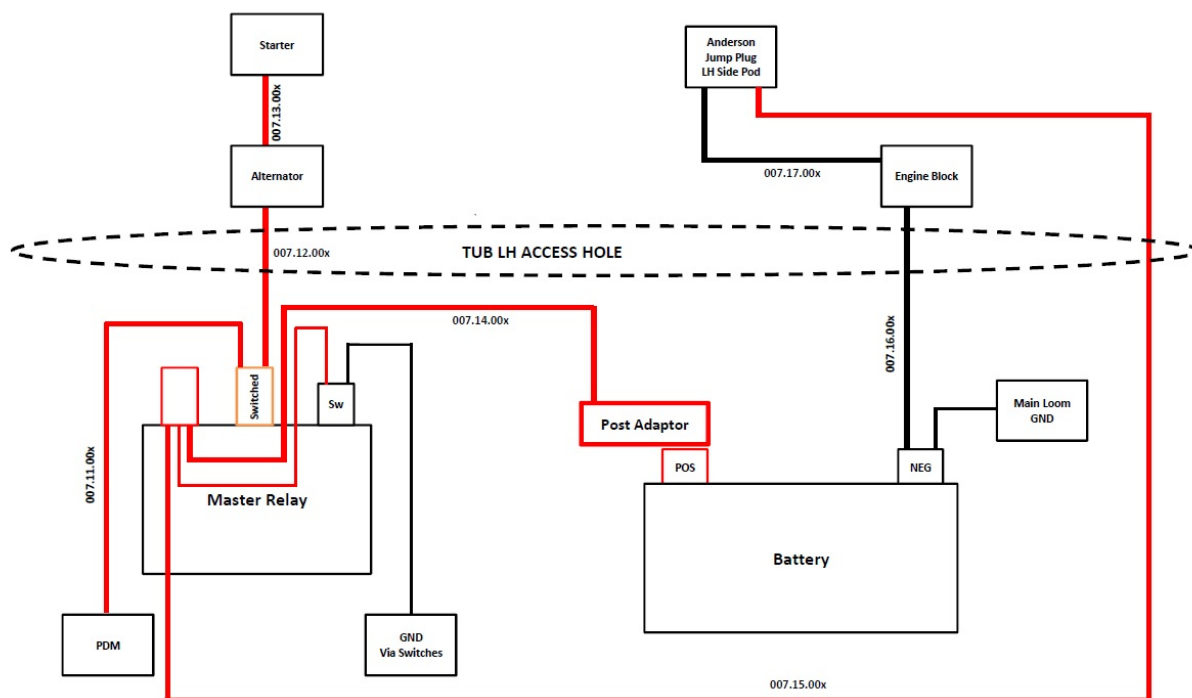 Starter
Anderson
Jump Plug
LH Side Pod
007.13.00x
Alternator
007.17.00x
Engine Block
007.12.00x
TUB LH ACCESS HOLE
007.14.00x
007.16.00x
Switched
Sw
Post Adaptor
Main Loom
GND
007.11.00x
POS
NEG
Master Relay
Battery
PDM
GND
Via Switches
007.15.00x